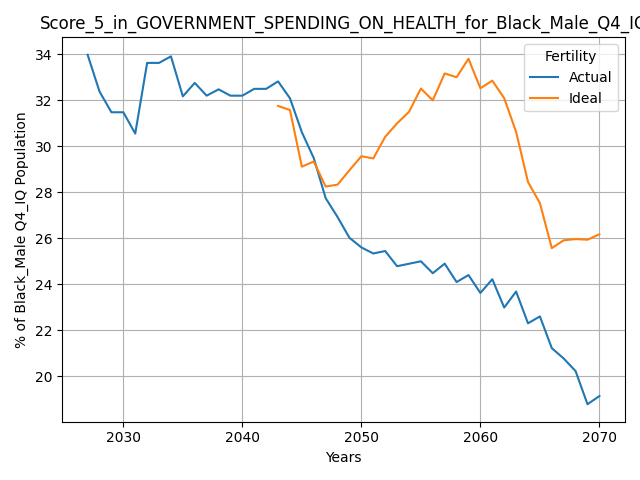 Score_5_in_GOVERNMENT_SPENDING_ON_HEALTH_for_Black_Male_Q4_IQ
Fertility
Actual
Ideal
% of Black_Male Q4_IQ Population
34
32
30
28
26
24
22
20
2030 2040 2050 2060 2070
Years